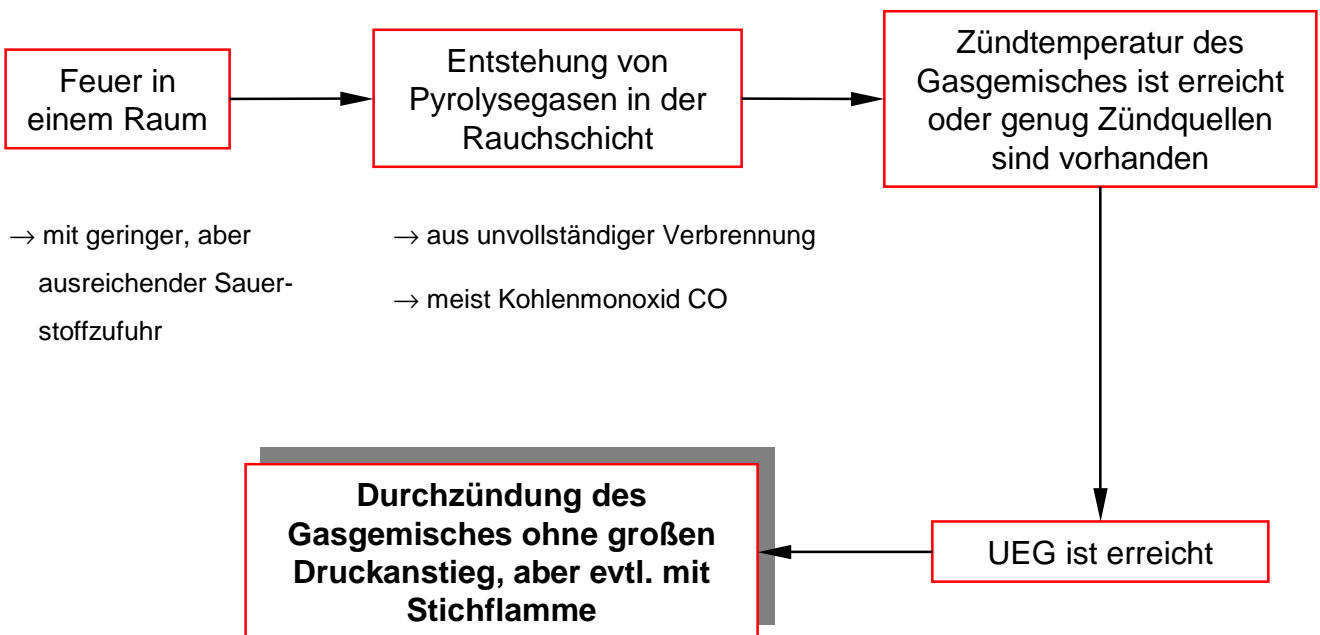 Feuer in
einem Raum
Entstehung von
Pyrolysegasen in der
Rauchschicht
Zündtemperatur des
Gasgemisches ist erreicht
oder genug Zündquellen
sind vorhanden
→ mit geringer, aber
ausreichender Sauer-
stoffzufuhr
→ aus unvollständiger Verbrennung
→ meist Kohlenmonoxid CO
UEG ist erreicht
Durchzündung des
Gasgemisches ohne großen
Druckanstieg, aber evtl. mit
Stichflamme